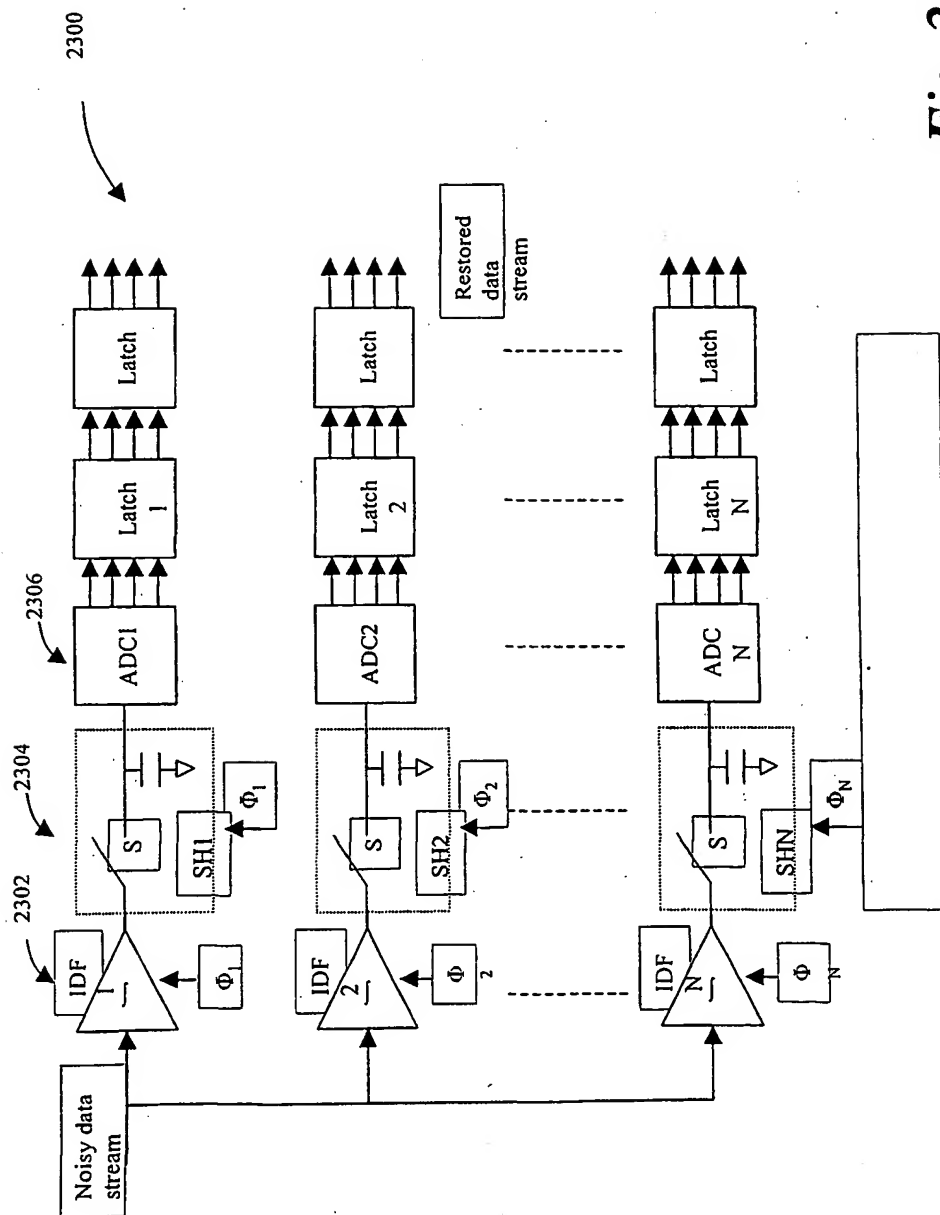 2300
Noisy data
stream
2302
IDF
1
∫
Φ1
2304
S
SH1
Φ1
2306
ADC1
Latch
1
Latch
IDF
2
∫
Φ
2
S
SH2
Φ2
ADC2
Latch
2
Latch
Restored
data
stream
IDF
N
∫
Φ
N
S
SHN
ΦN
ADC
N
Latch
N
Latch